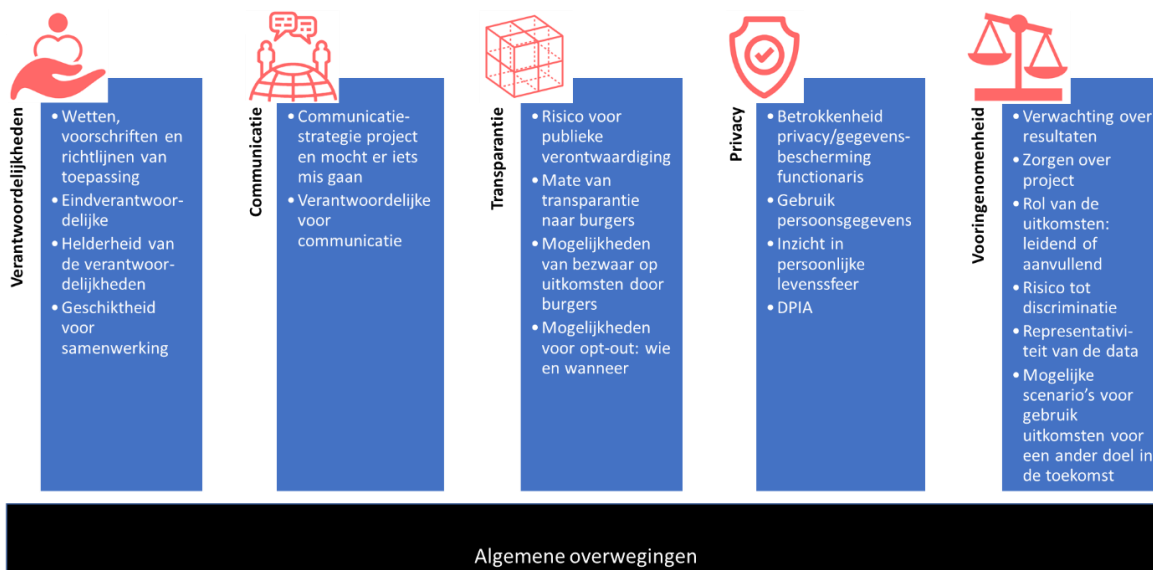 Verantwoordelijkheden
• Wetten,
voorschriften en
richtlijnen van
toepassing
• Eindverantwoor-
delijke
• Helderheid van
de verantwoor-
delijkheden
• Geschiktheid
voor
samenwerking
Communicatie
• Communicatie-
strategie project
en mocht er iets
mis gaan
• Verantwoordelijke
voor
communicatie
Transparantie
• Risico voor
publieke
verontwaardiging
• Mate van
transparantie
naar burgers
• Mogelijkheden
van bezwaar op
uitkomsten door
burgers
• Mogelijkheden
voor opt-out: wie
en wanneer
Privacy
• Betrokkenheid
privacy/gegevens-
bescherming
functionaris
• Gebruik
persoonsgegevens
• Inzicht in
persoonlijke
levenssfeer
• DPIA
Vooringenomenheid
• Verwachting over
resultaten
• Zorgen over
project
• Rol van de
uitkomsten:
leidend of
aanvullend
• Risico tot
discriminatie
• Representativi-
teit van de data
• Mogelijke
scenario’s voor
gebruik
uitkomsten voor
een ander doel in
de toekomst
Algemene overwegingen